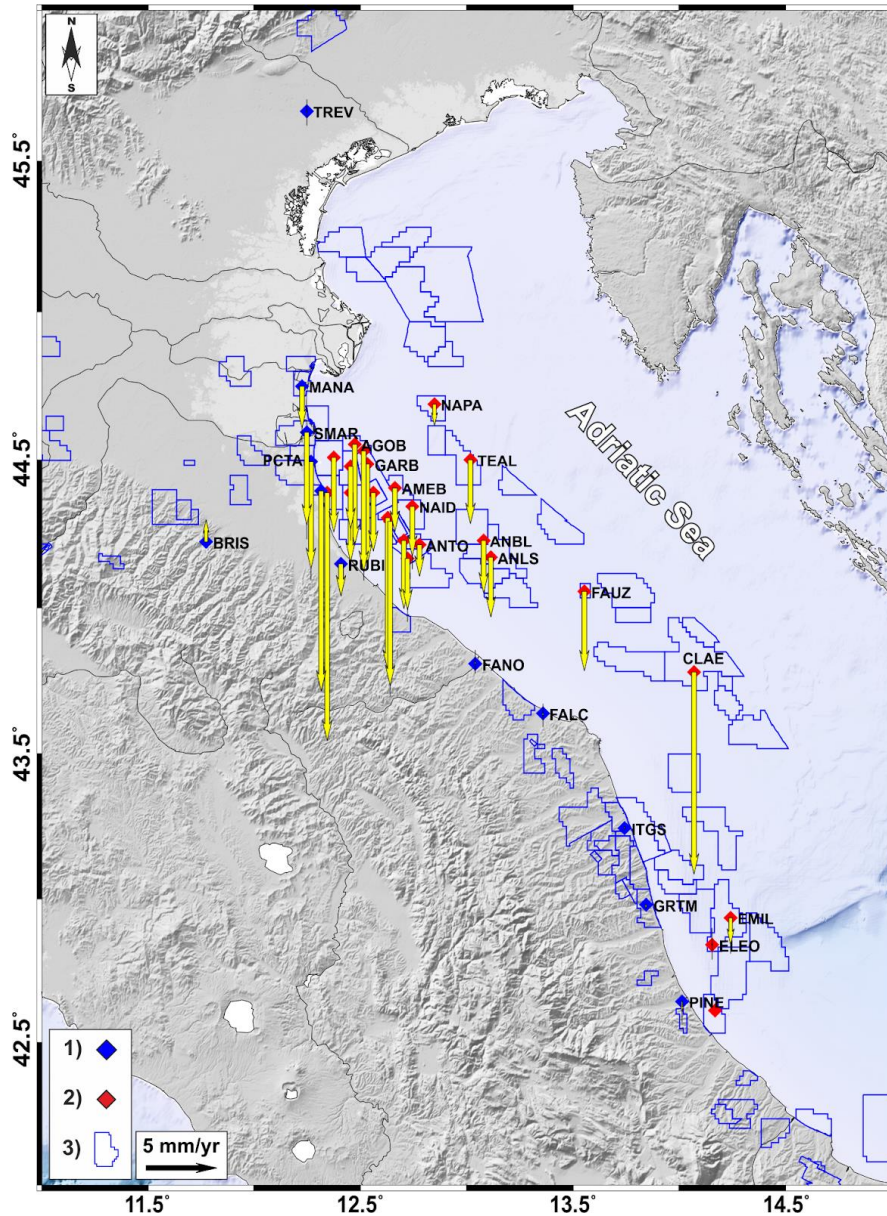 N
S
TREV
45.5°
MANA
NAPA
Adriatic Sea
SMAR
AGOB
PCTA
GARB
TEAL
44.5°
AMEB
NAID
BRIS
ANTO
ANBL
RUBI
ANLS
FAUZ
FANO
CLAE
FALC
43.5°
ITGS
GRTM
EMIL
ELEO
PINE
42.5°
1)
2)
3)
5 mm/yr
11.5°
12.5°
13.5°
14.5°